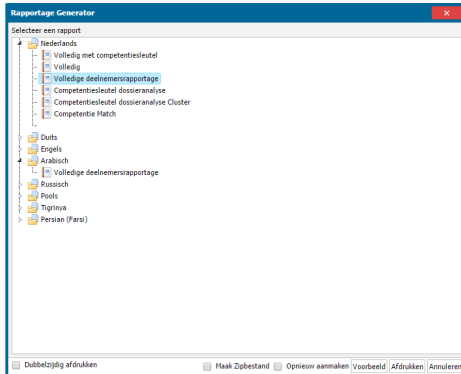 Rapportage Generator
Selecteer een rapport
Nederlands
Volledig met competentiesleutel
Volledig
Volledige deelnemersrapportage
Competentiesleutel dossieranalyse
Competentiesleutel dossieranalyse Cluster
Competentie Match
Duits
Engels
Arabisch
Volledige deelnemersrapportage
Russisch
Pools
Tigrinya
Persian (Farsi)
Dubbelzijdig afdrukken Maak Zipbestand Opnieuw aanmaken Voorbeeld Afdrukken Annuleren